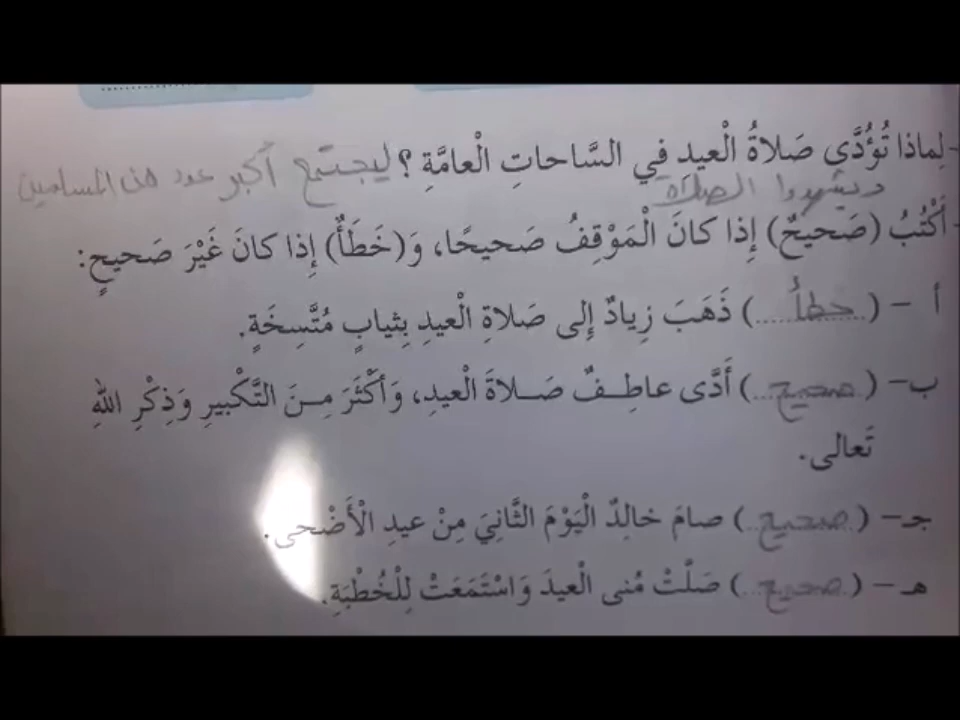 - لِماذا تُؤَدَّى صَلاةُ الْعيدِ فِي السَّاحاتِ الْعامَّةِ ؟ ليجتمع أكبر عدد من المسلمين
ويشهدوا الصلاة
- أَكْتُبُ (صَحيحٌ) إِذا كانَ الْمَوْقِفُ صَحيحًا، وَ(خَطَأٌ) إِذا كانَ غَيْرَ صَحيحٍ:
أ - (خطأ) ذَهَبَ زِيادٌ إِلى صَلاةِ الْعيدِ بِثِيابٍ مُتَّسِخَةٍ.
ب- (صحيح) أَدَّى عاطِفٌ صَلاةَ الْعيدِ، وَأَكْثَرَ مِنَ التَّكْبيرِ وَذِكْرِ اللهِ
تَعالى.
جـ- (صحيح) صامَ خالِدٌ الْيَوْمَ الثَّانِيَ مِنْ عيدِ الْأَضْحى.
هـ- (صحيح) صَلَّتْ مُنى الْعيدَ وَاسْتَمَعَتْ لِلْخُطْبَةِ.